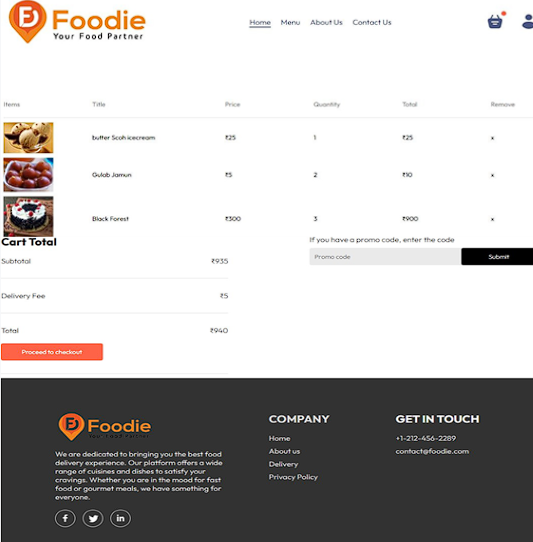 Foodie
Your Food Partner
Home Menu About Us Contact Us
Items Title Price Quantity Total Remove
butter Scoh icecream ₹25 1 ₹25 x
Gulab Jamun ₹5 2 ₹10 x
Black Forest ₹300 3 ₹900 x
Cart Total
If you have a promo code, enter the code
Subtotal ₹935
Promo code Submit
Delivery Fee ₹5
Total ₹940
Proceed to checkout
Foodie
Your Food Partner
We are dedicated to bringing you the best food
delivery experience. Our platform offers a wide
range of cuisines and dishes to satisfy your
cravings. Whether you are in the mood for fast
food or gourmet meals, we have something for
everyone.
COMPANY
Home
About us
Delivery
Privacy Policy
GET IN TOUCH
+1-212-456-2289
contact@foodie.com